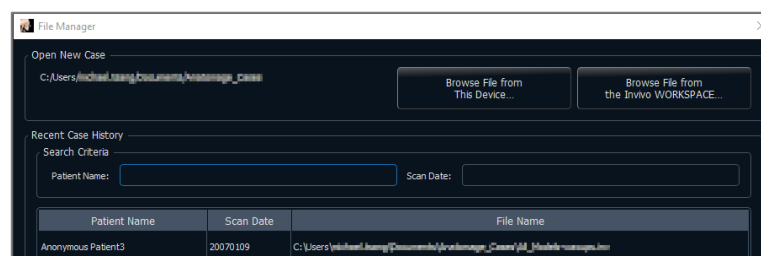 File Manager
Open New Case
C:/Users/
Browse File from
This Device...
Browse File from
the Invivo WORKSPACE...
Recent Case History
Search Criteria
Patient Name:
Scan Date:
Patient Name Scan Date File Name
Anonymous Patient3 20070109 C:\Users\